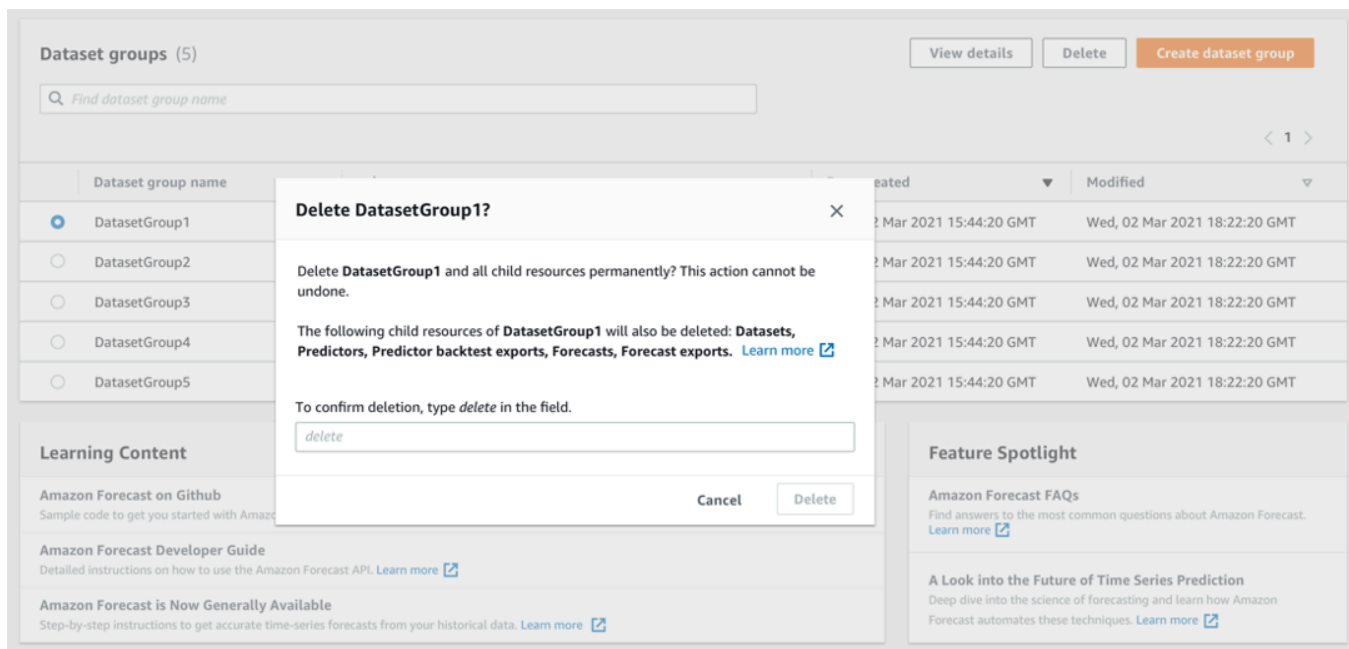 Dataset groups (5)
View details
Delete
Create dataset group
Find dataset group name
1
Dataset group name
eated
Modified
DatasetGroup1
2 Mar 2021 15:44:20 GMT
Wed, 02 Mar 2021 18:22:20 GMT
DatasetGroup2
2 Mar 2021 15:44:20 GMT
Wed, 02 Mar 2021 18:22:20 GMT
DatasetGroup3
2 Mar 2021 15:44:20 GMT
Wed, 02 Mar 2021 18:22:20 GMT
DatasetGroup4
2 Mar 2021 15:44:20 GMT
Wed, 02 Mar 2021 18:22:20 GMT
DatasetGroup5
2 Mar 2021 15:44:20 GMT
Wed, 02 Mar 2021 18:22:20 GMT
Delete DatasetGroup1?
Delete DatasetGroup1 and all child resources permanently? This action cannot be
undone.
The following child resources of DatasetGroup1 will also be deleted: Datasets,
Predictors, Predictor backtest exports, Forecasts, Forecast exports. Learn more
To confirm deletion, type delete in the field.
delete
Cancel
Delete
Learning Content
Amazon Forecast on Github
Sample code to get you started with Amazo
Amazon Forecast Developer Guide
Detailed instructions on how to use the Amazon Forecast API. Learn more
Amazon Forecast is Now Generally Available
Step-by-step instructions to get accurate time-series forecasts from your historical data. Learn more
Feature Spotlight
Amazon Forecast FAQs
Find answers to the most common questions about Amazon Forecast.
Learn more
A Look into the Future of Time Series Prediction
Deep dive into the science of forecasting and learn how Amazon
Forecast automates these techniques. Learn more